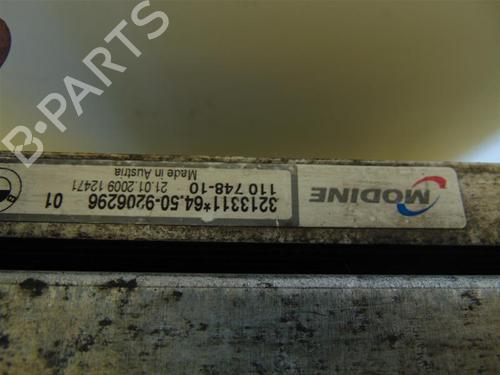 B-PARTS
MODINE
3213311*64.50-9206296 01
110 748-10
21.01.2009 12471
Made in Austria